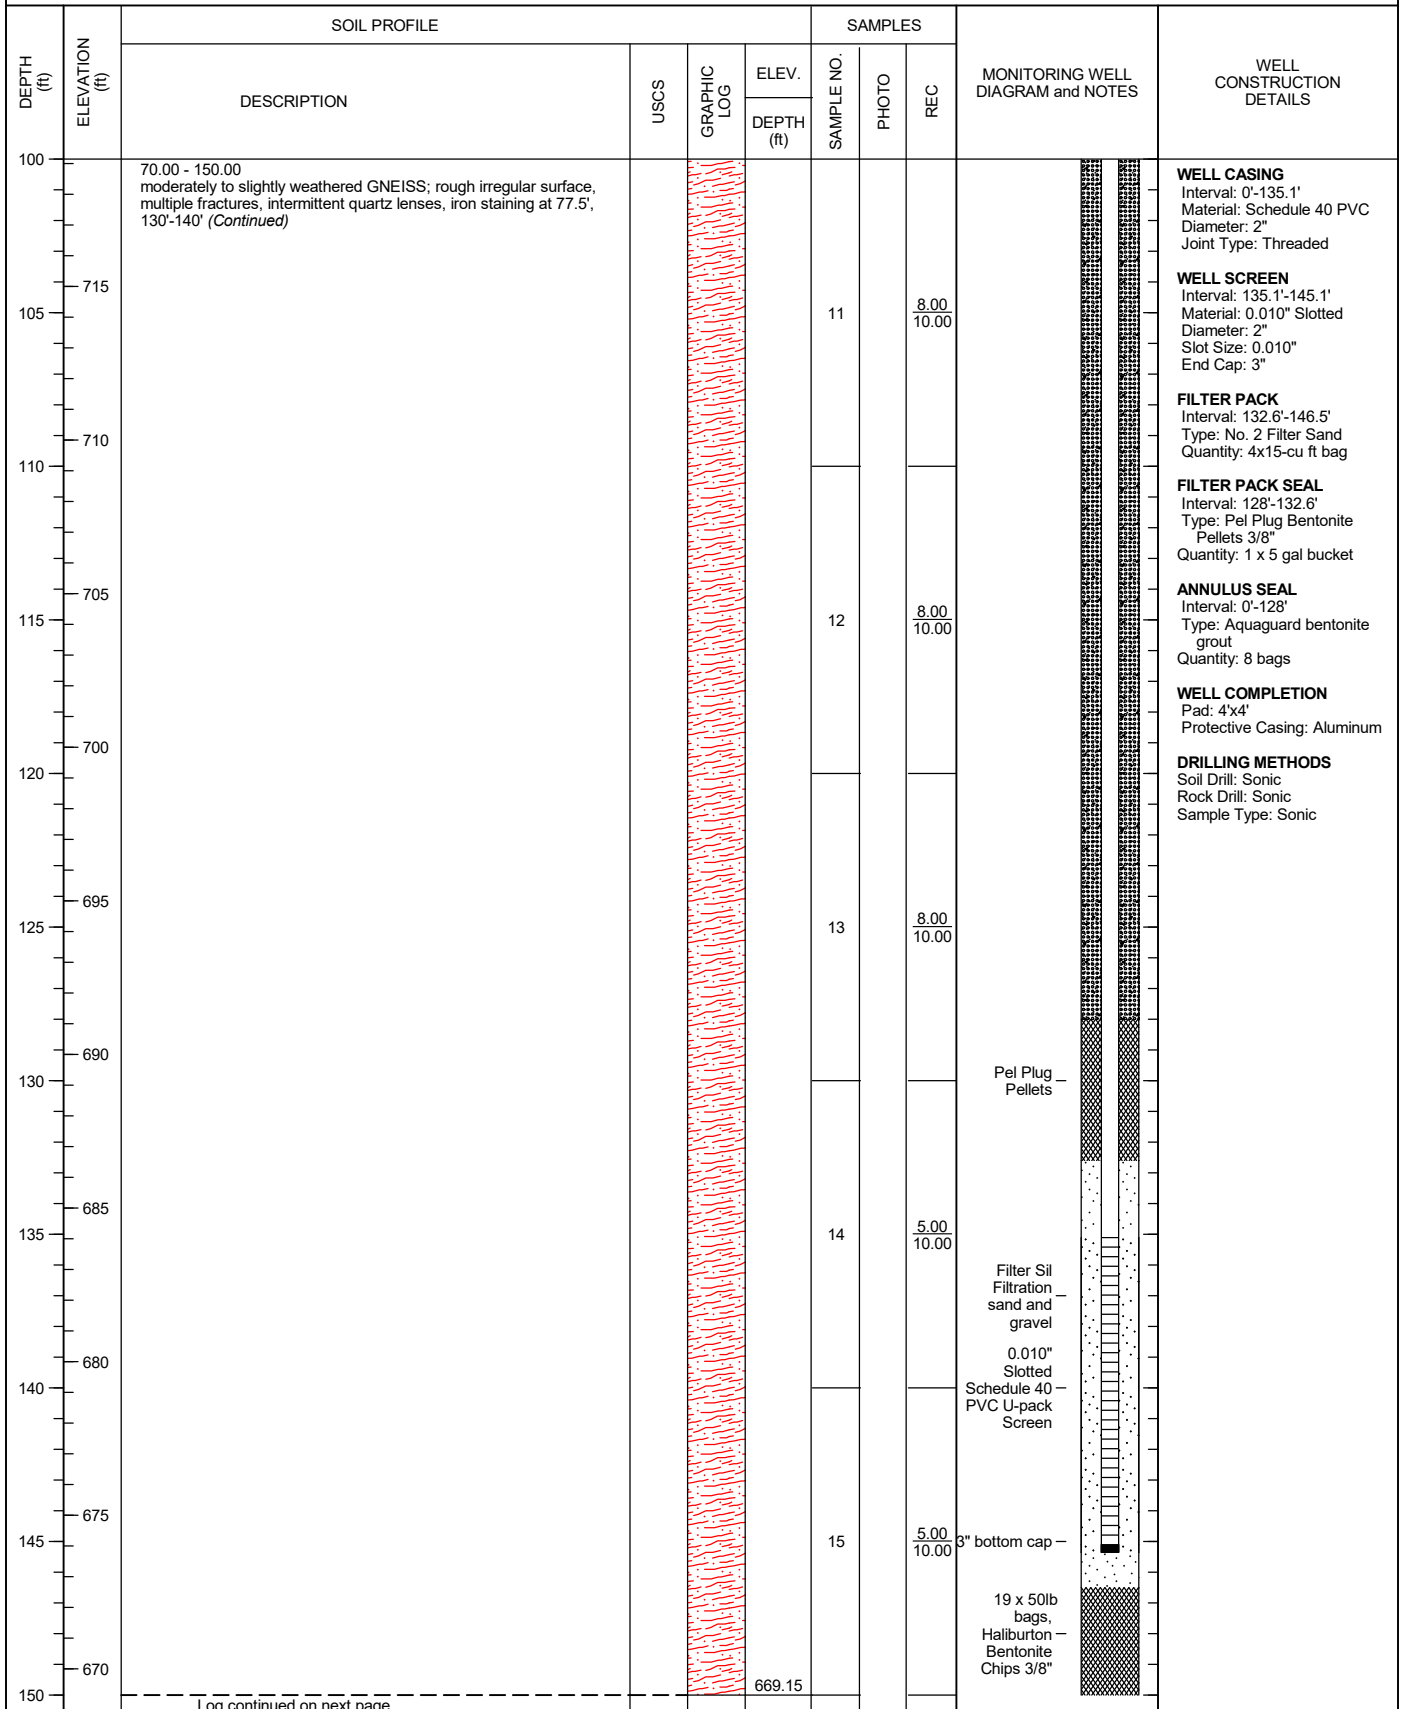 SOIL PROFILE
SAMPLES
DEPTH
(ft)
ELEVATION
(ft)
DESCRIPTION
USCS
GRAPHIC
LOG
ELEV.
DEPTH
(ft)
SAMPLE NO.
PHOTO
REC
MONITORING WELL
DIAGRAM and NOTES
WELL
CONSTRUCTION
DETAILS
100
105
110
115
120
125
130
135
140
145
150
715
710
705
700
695
690
685
680
675
670
70.00 - 150.00
moderately to slightly weathered GNEISS; rough irregular surface,
multiple fractures, intermittent quartz lenses, iron staining at 77.5',
130'-140' (Continued)
669.15
11
8.00
10.00
12
8.00
10.00
13
8.00
10.00
14
5.00
10.00
15
5.00
10.00
Pel Plug
Pellets
Filter Sil
Filtration
sand and
gravel
0.010"
Slotted
Schedule 40
PVC U-pack
Screen
3" bottom cap
19 x 50lb
bags,
Haliburton
Bentonite
Chips 3/8"
WELL CASING
Interval: 0'-135.1'
Material: Schedule 40 PVC
Diameter: 2"
Joint Type: Threaded
WELL SCREEN
Interval: 135.1'-145.1'
Material: 0.010" Slotted
Diameter: 2"
Slot Size: 0.010"
End Cap: 3"
FILTER PACK
Interval: 132.6'-146.5'
Type: No. 2 Filter Sand
Quantity: 4x15-cu ft bag
FILTER PACK SEAL
Interval: 128'-132.6'
Type: Pel Plug Bentonite
Pellets 3/8"
Quantity: 1 x 5 gal bucket
ANNULUS SEAL
Interval: 0'-128'
Type: Aquaguard bentonite
grout
Quantity: 8 bags
WELL COMPLETION
Pad: 4'x4'
Protective Casing: Aluminum
DRILLING METHODS
Soil Drill: Sonic
Rock Drill: Sonic
Sample Type: Sonic
Log continued on next page